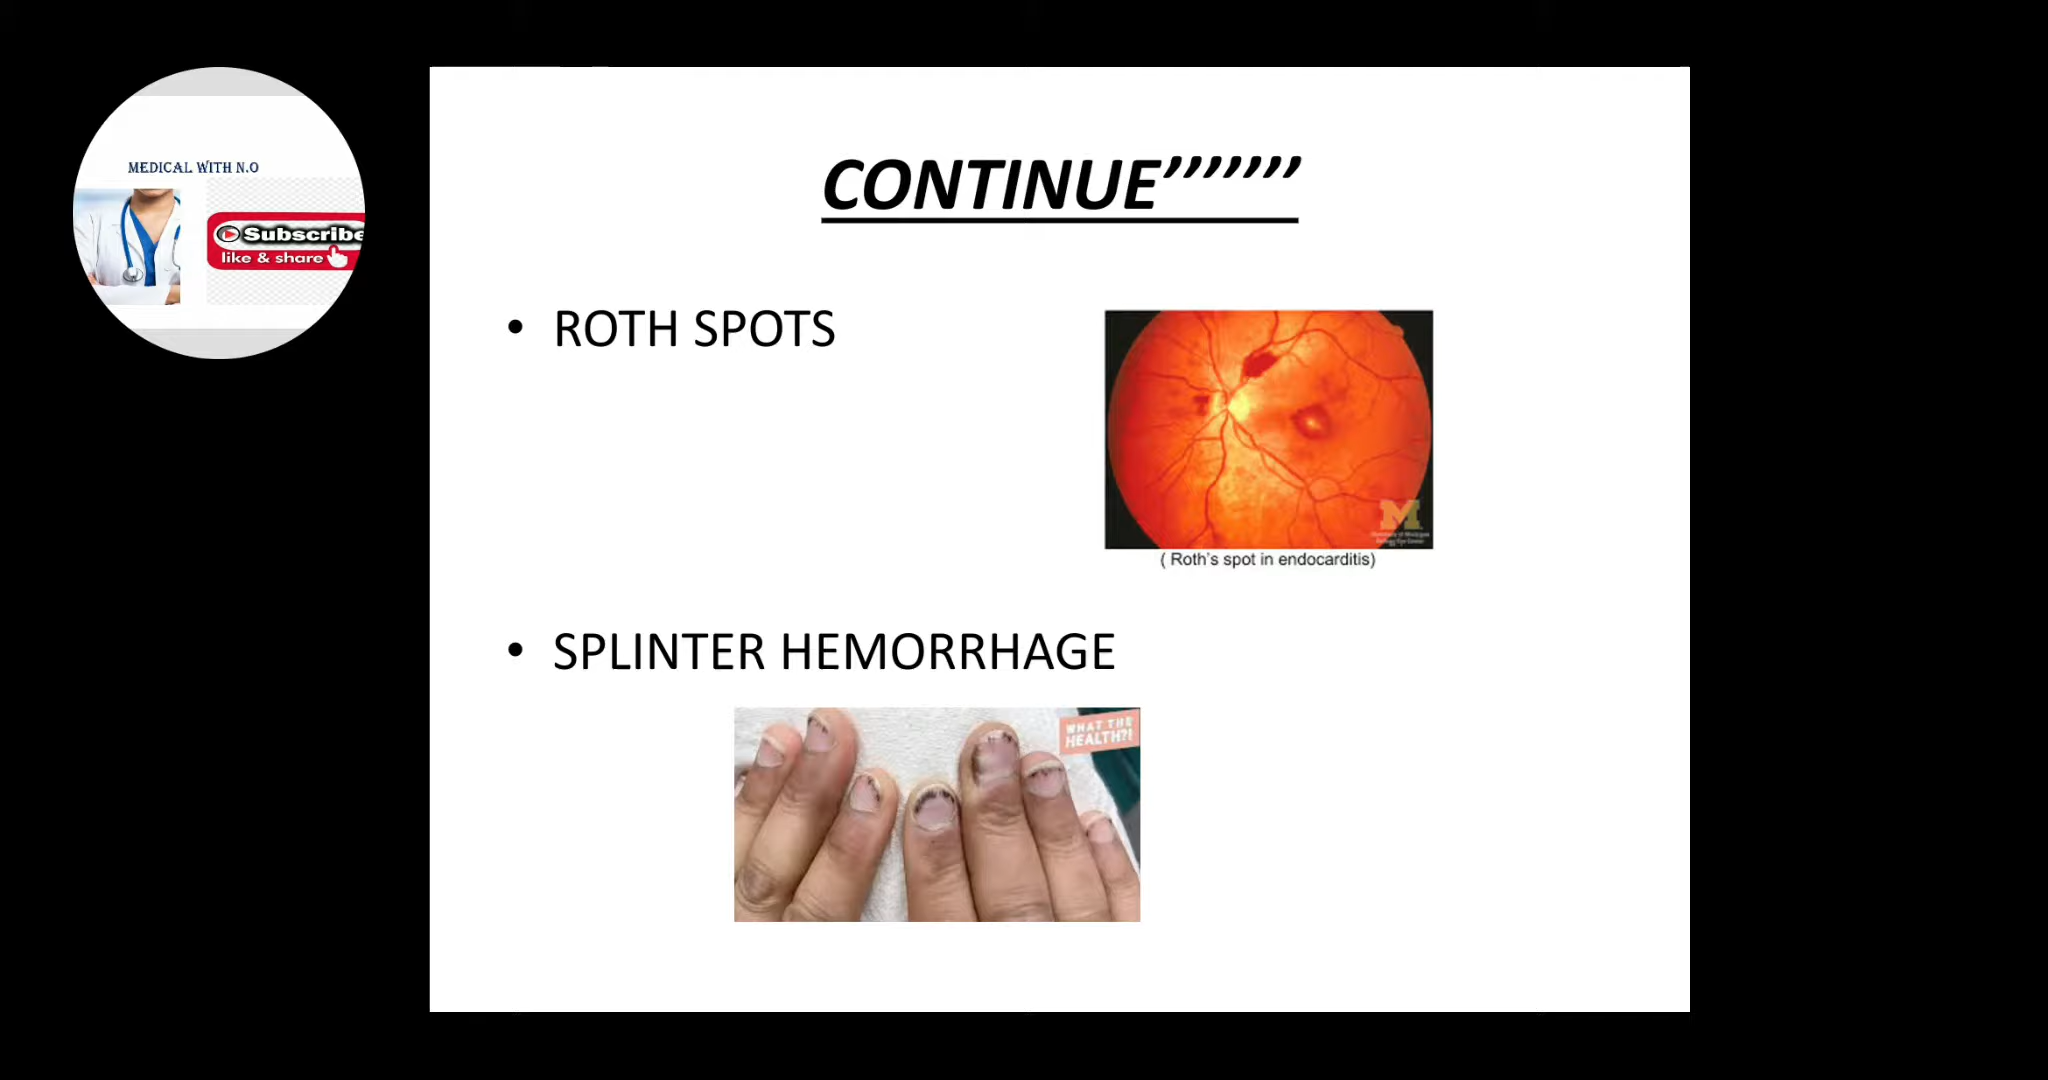 MEDICAL WITH N.O
Subscribe
like & share
CONTINUE’’’’’’’
• ROTH SPOTS
M
( Roth's spot in endocarditis)
• SPLINTER HEMORRHAGE
WHAT THE
HEALTH?!